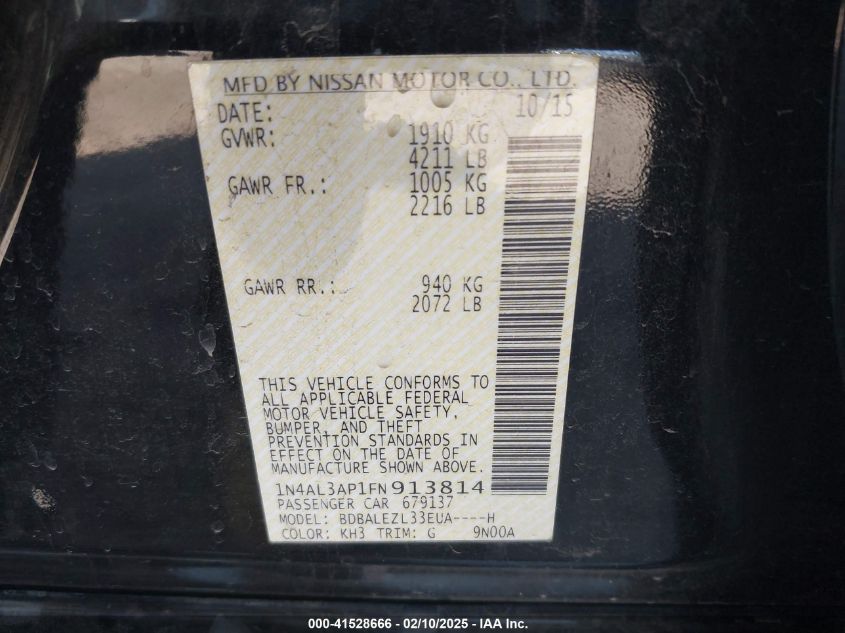 MFD BY NISSAN MOTOR CO., LTD.
DATE: 10/15
GVWR: 1910 KG
4211 LB
GAWR FR.: 1005 KG
2216 LB
GAWR RR.: 940 KG
2072 LB
THIS VEHICLE CONFORMS TO
ALL APPLICABLE FEDERAL
MOTOR VEHICLE SAFETY,
BUMPER, AND THEFT
PREVENTION STANDARDS IN
EFFECT ON THE DATE OF
MANUFACTURE SHOWN ABOVE.
1N4AL3AP1FN913814
PASSENGER CAR 679137
MODEL: BDBALEZL33EUA----H
COLOR: KH3 TRIM: G 9N00A
000-41528666 - 02/10/2025 - © IAA Inc.